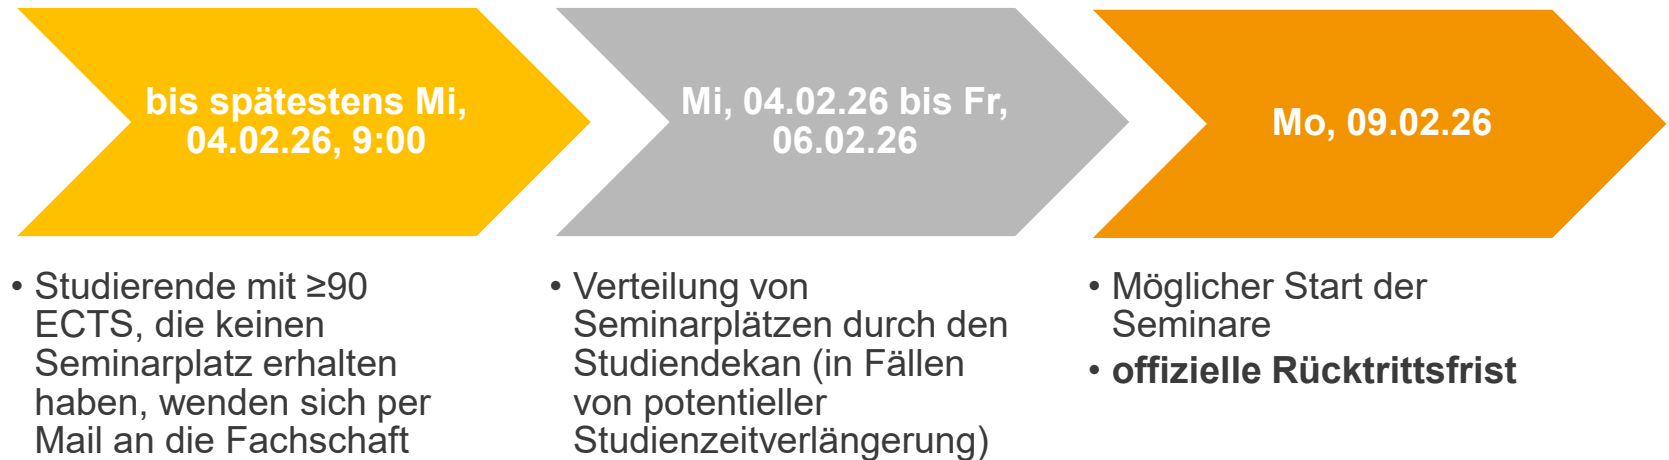 bis spätestens Mi,
04.02.26, 9:00
Mi, 04.02.26 bis Fr,
06.02.26
Mo, 09.02.26
• Studierende mit ≥90
ECTS, die keinen
Seminarplatz erhalten
haben, wenden sich per
Mail an die Fachschaft
• Verteilung von
Seminarplätzen durch den
Studiendekan (in Fällen
von potentieller
Studienzeitverlängerung)
• Möglicher Start der
Seminare
• offizielle Rücktrittsfrist